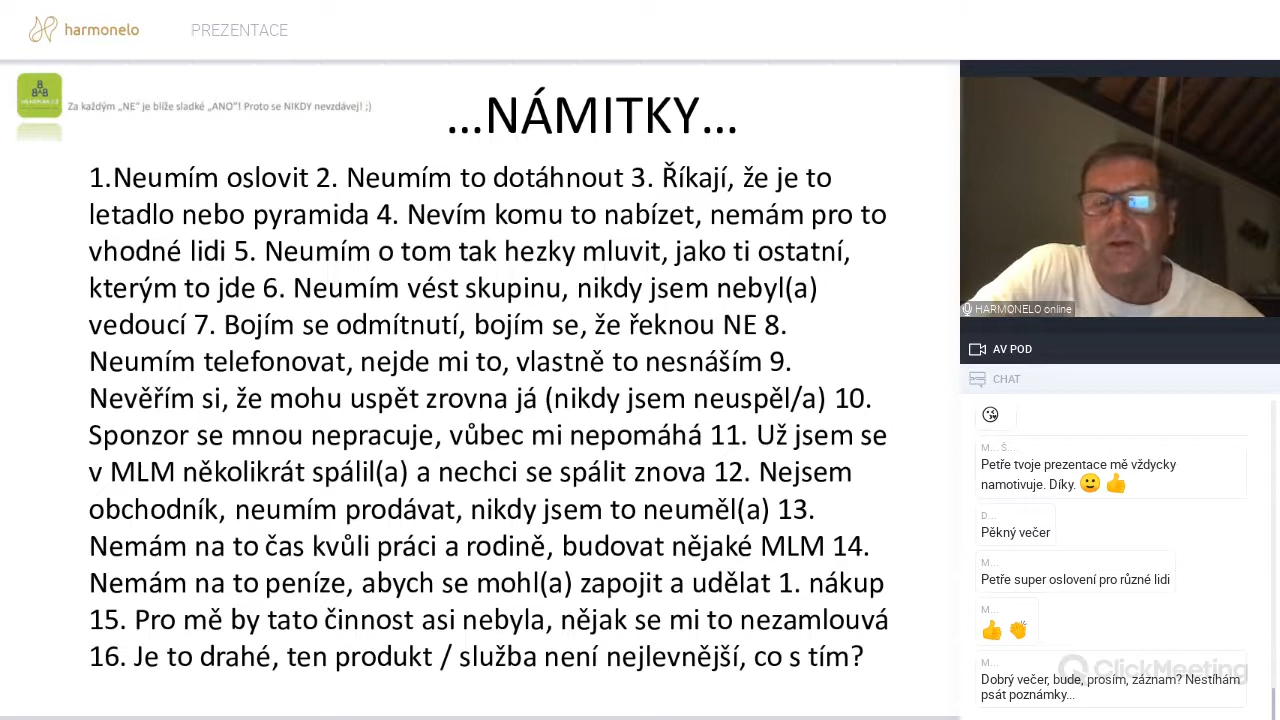 harmonelo
PREZENTACE
Za každým „NE" je blíže sladké „ANO"! Proto se NIKDY nevzdávej! ;)
...NÁMITKY...
1.Neumím oslovit 2. Neumím to dotáhnout 3. Říkají, že je to
letadlo nebo pyramida 4. Nevím komu to nabízet, nemám pro to
vhodné lidi 5. Neumím o tom tak hezky mluvit, jako ti ostatní,
kterým to jde 6. Neumím vést skupinu, nikdy jsem nebyl(a)
vedoucí 7. Bojím se odmítnutí, bojím se, že řeknou NE 8.
Neumím telefonovat, nejde mi to, vlastně to nesnáším 9.
Nevěřím si, že mohu uspět zrovna já (nikdy jsem neuspěl/a) 10.
Sponzor se mnou nepracuje, vůbec mi nepomáhá 11. Už jsem se
v MLM několikrát spálil(a) a nechci se spálit znova 12. Nejsem
obchodník, neumím prodávat, nikdy jsem to neuměl(a) 13.
Nemám na to čas kvůli práci a rodině, budovat nějaké MLM 14.
Nemám na to peníze, abych se mohl(a) zapojit a udělat 1. nákup
15. Pro mě by tato činnost asi nebyla, nějak se mi to nezamlouvá
16. Je to drahé, ten produkt / služba není nejlevnější, co s tím?
HARMONELO online
AV POD
CHAT
M... Š...
Petře tvoje prezentace mě vždycky
namotivuje. Díky.
D...
Pěkný večer
M...
Petře super oslovení pro různé lidi
M...
M...
Dobrý večer, bude, prosím, záznam? Nestíhám
psát poznámky...
ClickMeeting